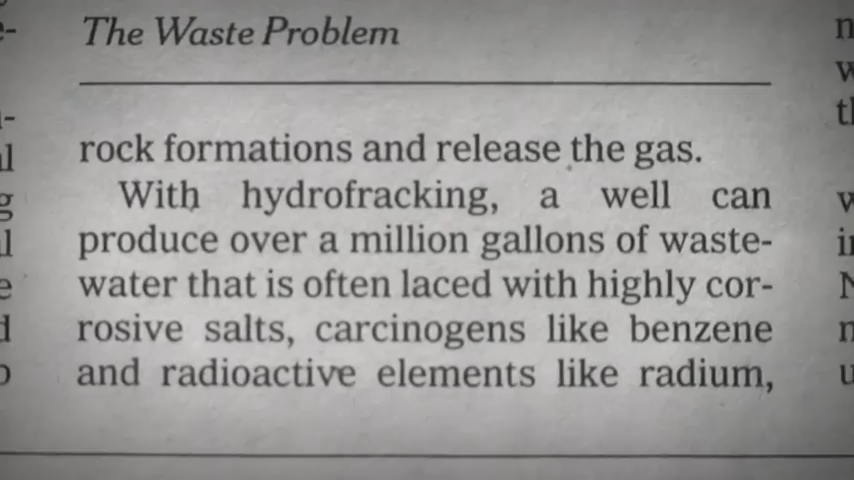 The Waste Problem
rock formations and release the gas.
With hydrofracking, a well can
produce over a million gallons of waste-
water that is often laced with highly cor-
rosive salts, carcinogens like benzene
and radioactive elements like radium,